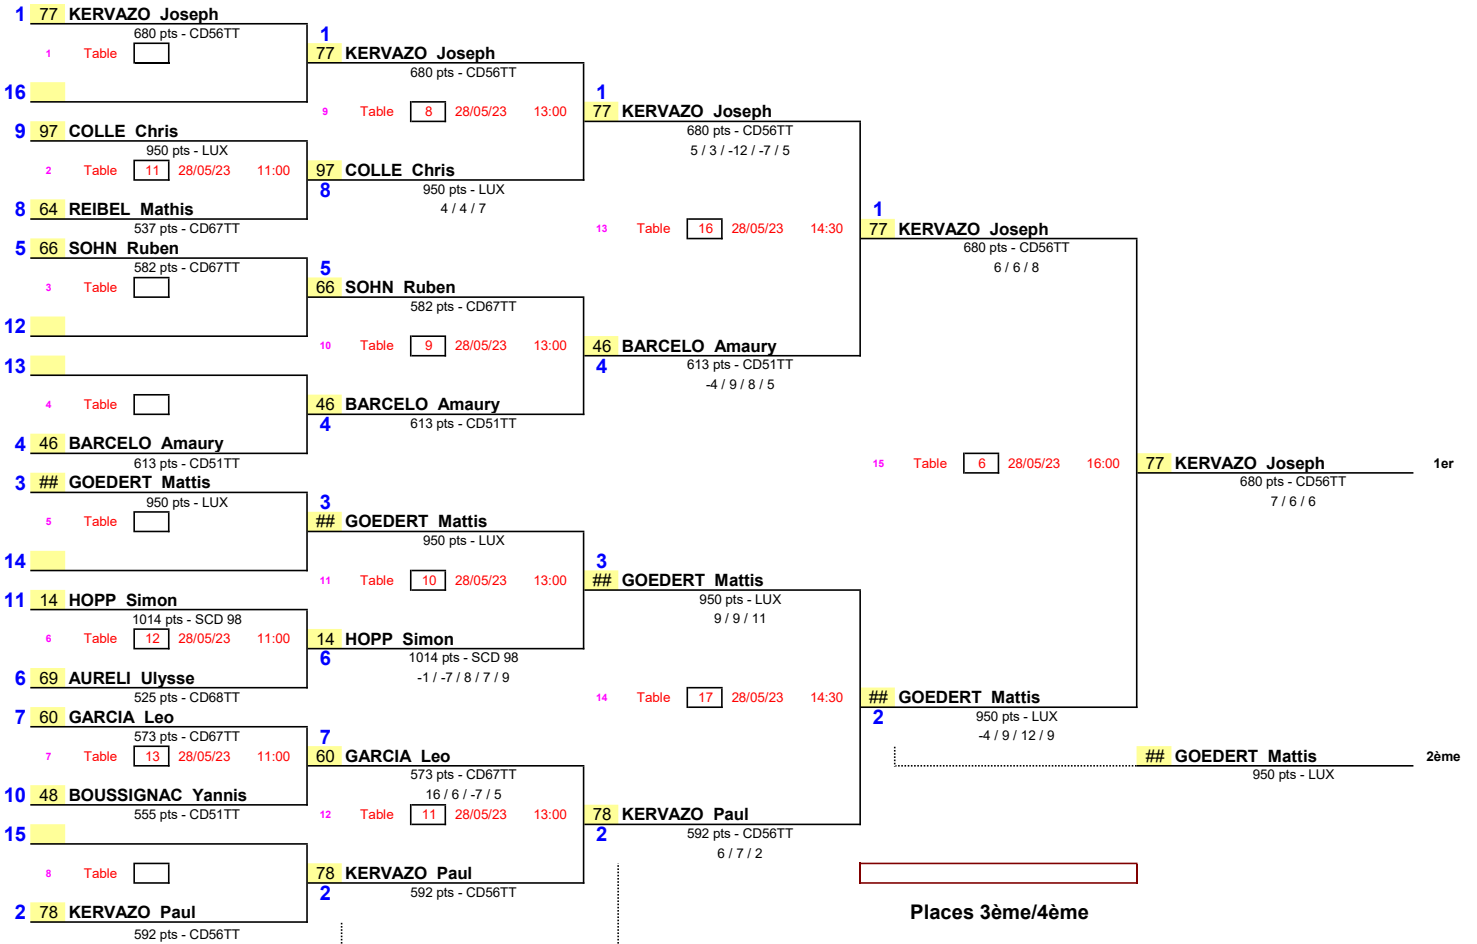 1 77 KERVAZO Joseph
680 pts - CD56TT
1 Table
16
9 97 COLLE Chris
950 pts - LUX
2 Table 11 28/05/23 11:00
8 64 REIBEL Mathis
537 pts - CD67TT
5 66 SOHN Ruben
582 pts - CD67TT
3 Table
12
13
4 Table
4 46 BARCELO Amaury
613 pts - CD51TT
3 ## GOEDERT Mattis
950 pts - LUX
5 Table
14
11 14 HOPP Simon
1014 pts - SCD 98
6 Table 12 28/05/23 11:00
6 69 AURELI Ulysse
525 pts - CD68TT
7 60 GARCIA Leo
573 pts - CD67TT
7 Table 13 28/05/23 11:00
10 48 BOUSSIGNAC Yannis
555 pts - CD51TT
15
8 Table
2 78 KERVAZO Paul
592 pts - CD56TT
1
77 KERVAZO Joseph
680 pts - CD56TT
9 Table 8 28/05/23 13:00
97 COLLE Chris
8
950 pts - LUX
4 / 4 / 7
5
66 SOHN Ruben
582 pts - CD67TT
10 Table 9 28/05/23 13:00
46 BARCELO Amaury
4
613 pts - CD51TT
3
## GOEDERT Mattis
950 pts - LUX
11 Table 10 28/05/23 13:00
14 HOPP Simon
6
1014 pts - SCD 98
-1 / -7 / 8 / 7 / 9
7
60 GARCIA Leo
573 pts - CD67TT
16 / 6 / -7 / 5
12 Table 11 28/05/23 13:00
78 KERVAZO Paul
2
592 pts - CD56TT
1
77 KERVAZO Joseph
680 pts - CD56TT
5 / 3 / -12 / -7 / 5
13 Table 16 28/05/23 14:30
46 BARCELO Amaury
4
613 pts - CD51TT
-4 / 9 / 8 / 5
3
## GOEDERT Mattis
950 pts - LUX
9 / 9 / 11
14 Table 17 28/05/23 14:30
78 KERVAZO Paul
2
592 pts - CD56TT
6 / 7 / 2
1
77 KERVAZO Joseph
680 pts - CD56TT
6 / 6 / 8
15 Table 6 28/05/23 16:00
## GOEDERT Mattis
2
950 pts - LUX
-4 / 9 / 12 / 9
77 KERVAZO Joseph 1er
680 pts - CD56TT
7 / 6 / 6
## GOEDERT Mattis 2ème
950 pts - LUX
Places 3ème/4ème